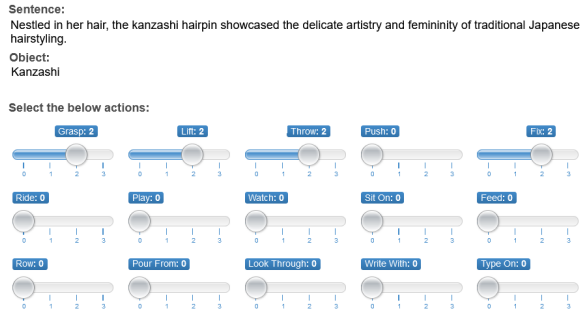 Sentence:
Nestled in her hair, the kanzashi hairpin showcased the delicate artistry and femininity of traditional Japanese
hairstyling.
Object:
Kanzashi
Select the below actions:
Grasp: 2 Lift: 2 Throw: 2 Push: 0 Fix: 2
0 1 2 3 0 1 2 3 0 1 2 3 0 1 2 3 0 1 2 3
Ride: 0 Play: 0 Watch: 0 Sit On: 0 Feed: 0
0 1 2 3 0 1 2 3 0 1 2 3 0 1 2 3 0 1 2 3
Row: 0 Pour From: 0 Look Through: 0 Write With: 0 Type On: 0
0 1 2 3 0 1 2 3 0 1 2 3 0 1 2 3 0 1 2 3